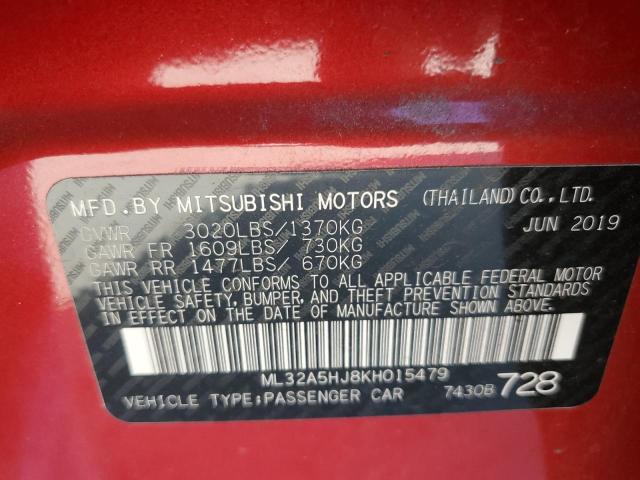 MFD.BY MITSUBISHI MOTORS (THAILAND)CO.,LTD.
GVWR 3020LBS/1370KG JUN 2019
GAWR FR 1609LBS/ 730KG
GAWR RR 1477LBS/ 670KG
THIS VEHICLE CONFORMS TO ALL APPLICABLE FEDERAL MOTOR
VEHICLE SAFETY, BUMPER, AND THEFT PREVENTION STANDARDS
IN EFFECT ON THE DATE OF MANUFACTURE SHOWN ABOVE.
ML32A5HJ8KH015479
VEHICLE TYPE:PASSENGER CAR 7430B 728